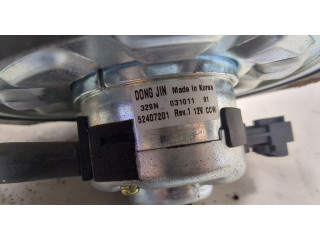 DONG JIN Made in Korea
329N 031011 01
52407201 Rev.1 12V CCW